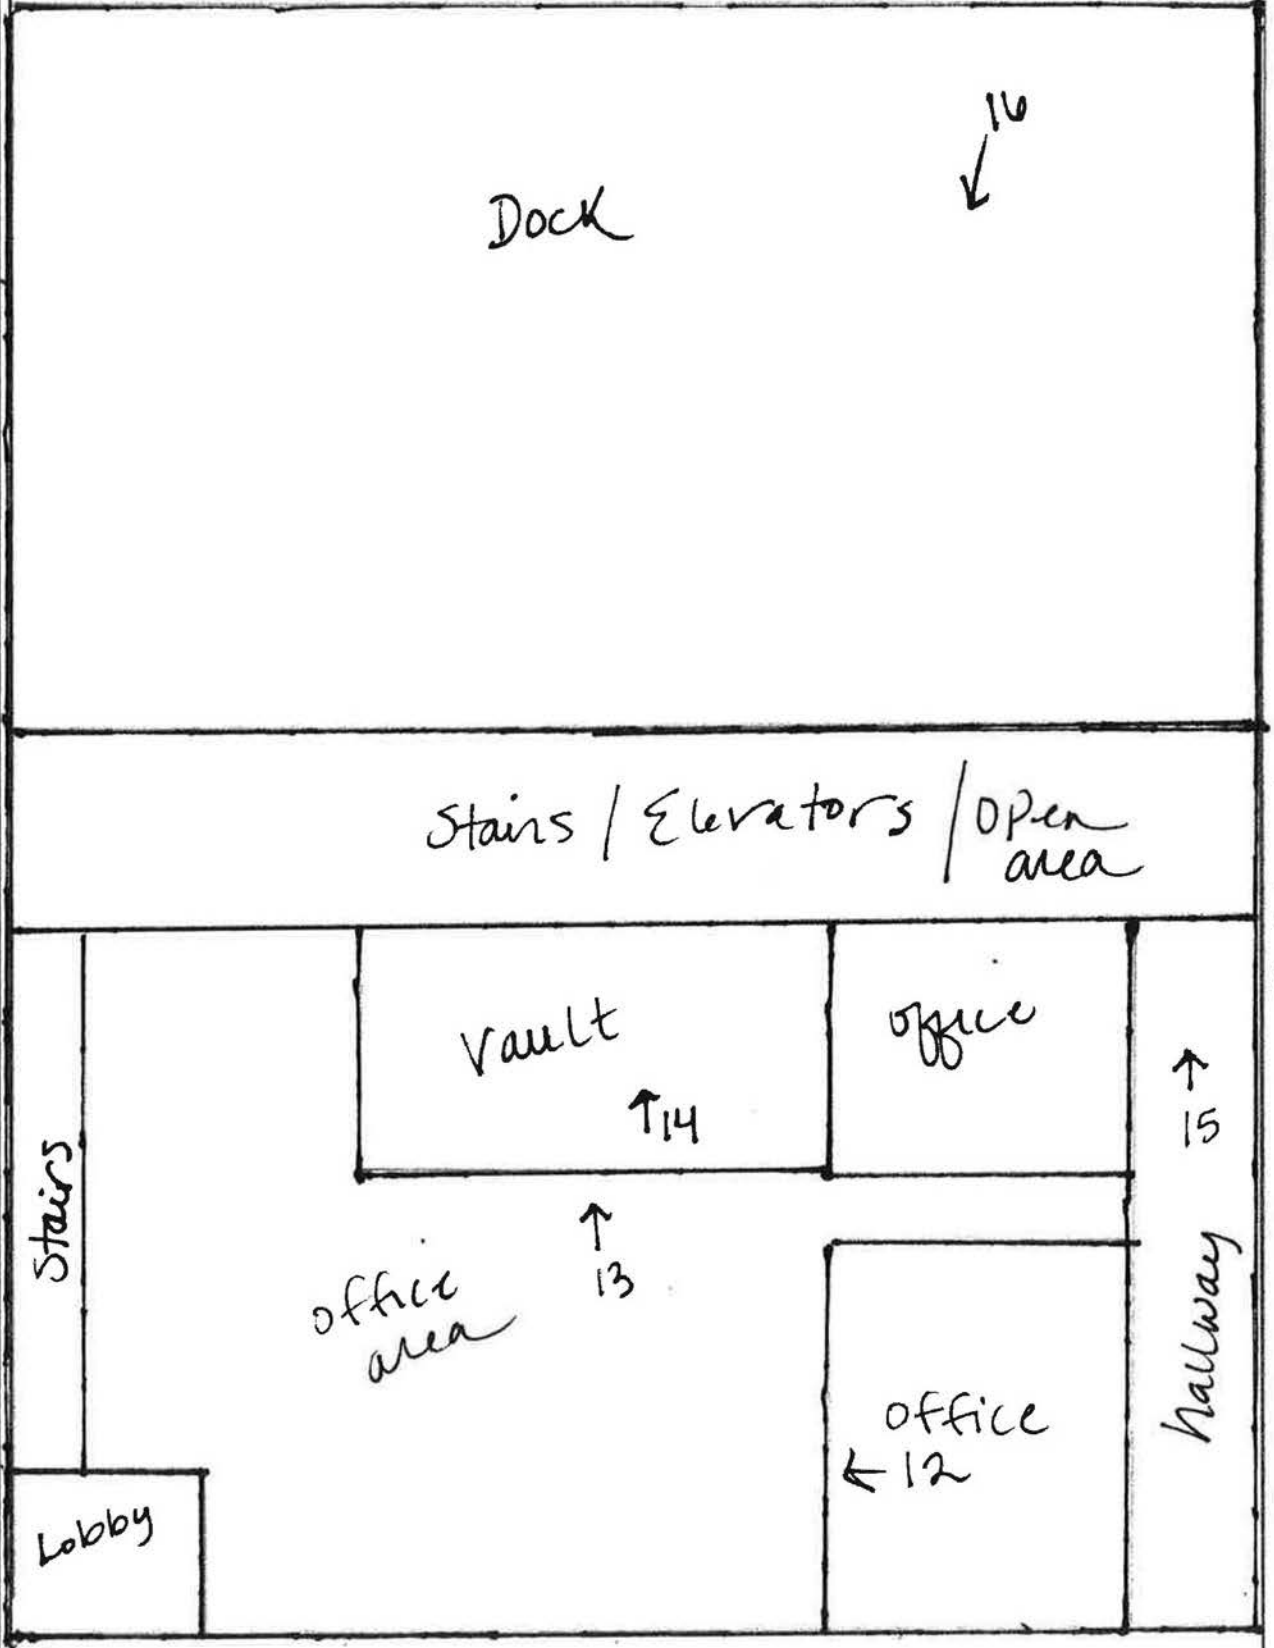 16
Dock
Stairs / Elevators / Open
area
Vault
office
14
15
Stairs
13
office
area
hallway
office
12
Lobby